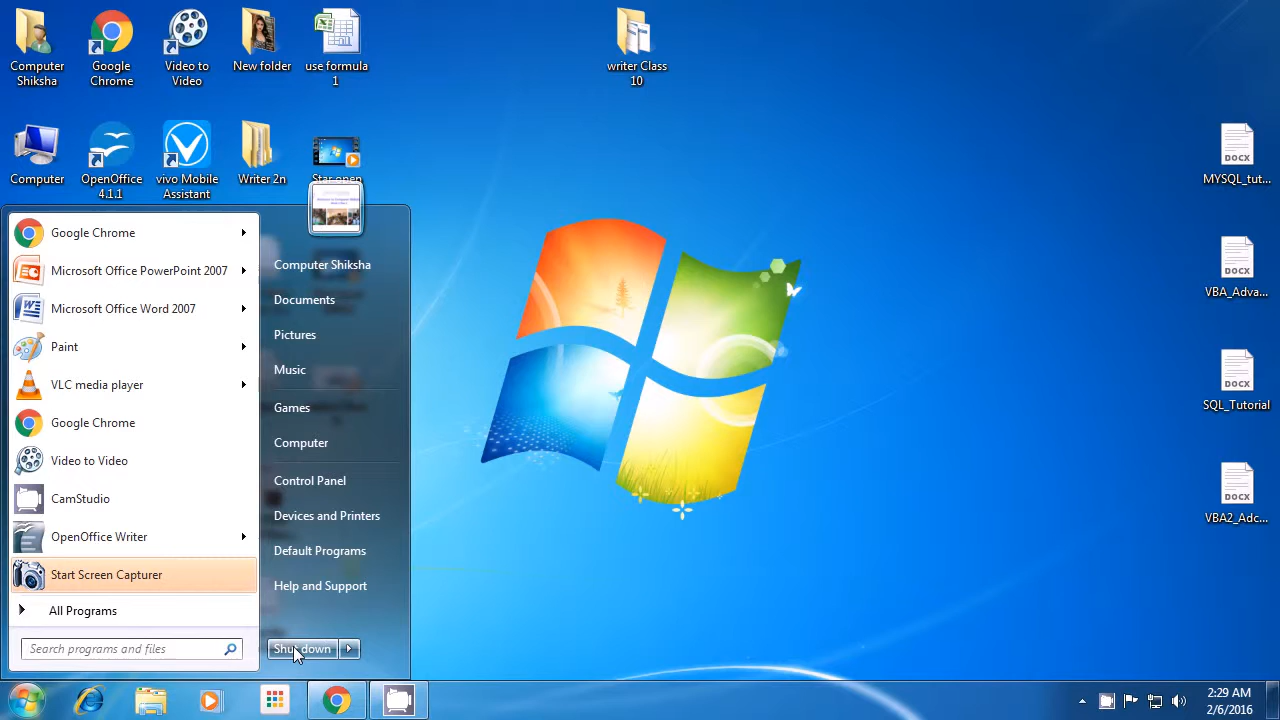 Computer
Shiksha
Google
Chrome
Video to
Video
New folder
use formula
1
writer Class
10
Computer
OpenOffice
4.1.1
vivo Mobile
Assistant
Writer 2n
DOCX
MYSQL_tut...
DOCX
VBA_Adva...
DOCX
SQL_Tutorial
DOCX
VBA2_Adc...
Google Chrome
Microsoft Office PowerPoint 2007
Microsoft Office Word 2007
Paint
VLC media player
Google Chrome
Video to Video
CamStudio
OpenOffice Writer
Start Screen Capturer
All Programs
Search programs and files
Computer Shiksha
Documents
Pictures
Music
Games
Computer
Control Panel
Devices and Printers
Default Programs
Help and Support
Shut down
2:29 AM
2/6/2016